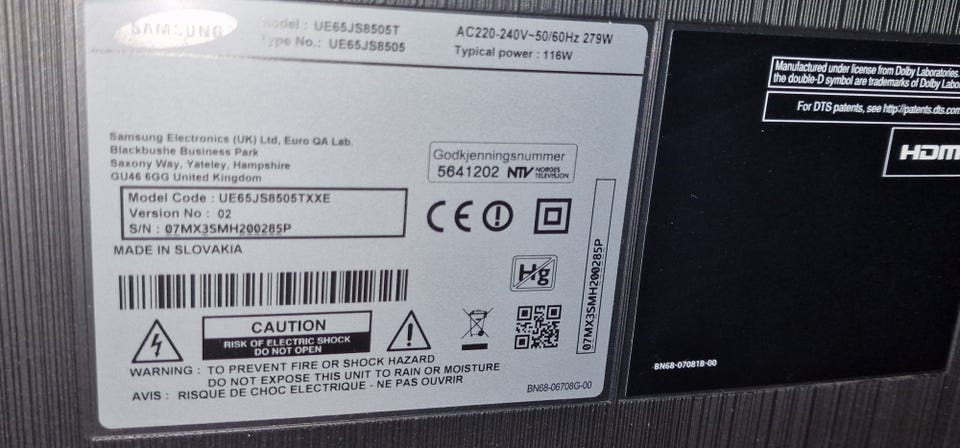 SAMSUNG
Model : UE65JS8505T
Type No.: UE65JS8505
AC220-240V~50/60Hz 279W
Typical power : 116W
Samsung Electronics (UK) Ltd, Euro QA Lab.
Blackbushe Business Park
Saxony Way, Yateley, Hampshire
GU46 6GG United Kingdom
Godkjenningsnummer
5641202 NTV NORGES
TELEVISJON
Model Code : UE65JS8505TXXE
Version No : 02
S/N : 07MX3SMH200285P
MADE IN SLOVAKIA
CE
Hg
07MX3SMH200285P
CAUTION
RISK OF ELECTRIC SHOCK
DO NOT OPEN
WARNING : TO PREVENT FIRE OR SHOCK HAZARD
DO NOT EXPOSE THIS UNIT TO RAIN OR MOISTURE
AVIS : RISQUE DE CHOC ELECTRIQUE - NE PAS OUVRIR
BN68-06708G-00
Manufactured under license from Dolby Laboratories.
the double-D symbol are trademarks of Dolby Labo
For DTS patents, see http://patents.dts.com
HDM
BN68-07081B-00